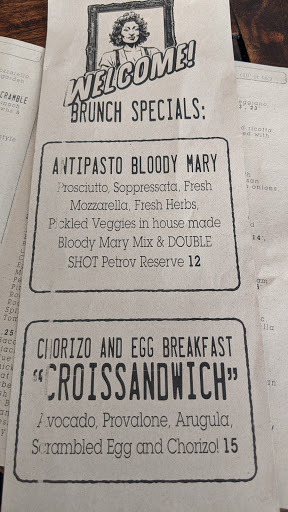 WELCOME!
BRUNCH SPECIALS:
ANTIPASTO BLOODY MARY
Prosciutto, Soppressata, Fresh
Mozzarella, Fresh Herbs,
Pickled Veggies in house made
Bloody Mary Mix & DOUBLE
SHOT Petrov Reserve 12
CHORIZO AND EGG BREAKFAST
"CROISSANDWICH"
Avocado, Provalone, Arugula,
Scrambled Egg and Chorizo! 15